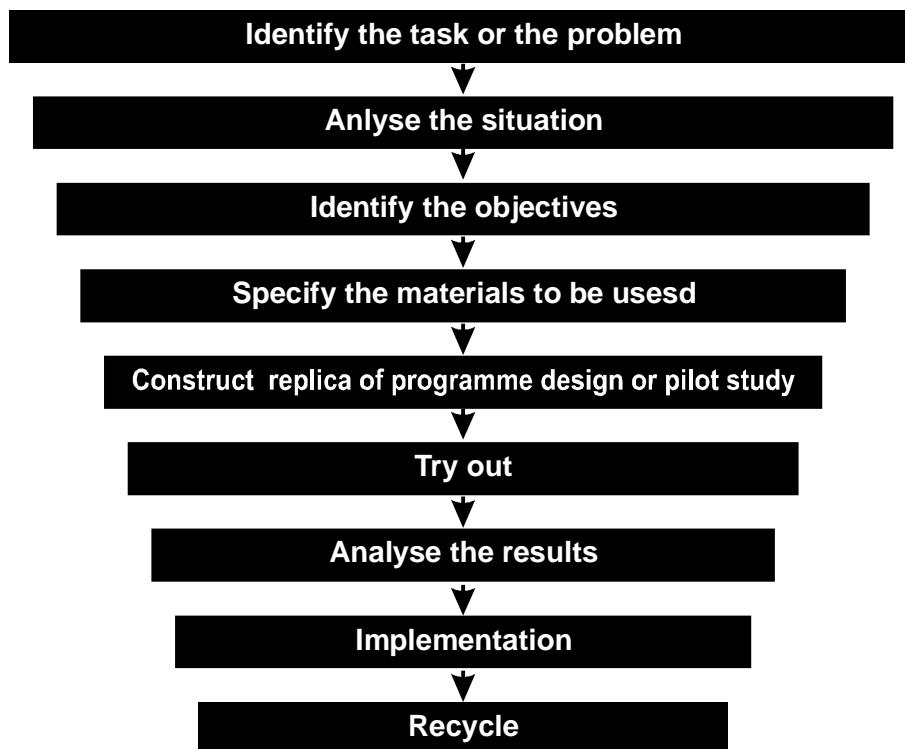 Identify the task or the problem
Anlyse the situation
Identify the objectives
Specify the materials to be usesd
Construct replica of programme design or pilot study
Try out
Analyse the results
Implementation
Recycle